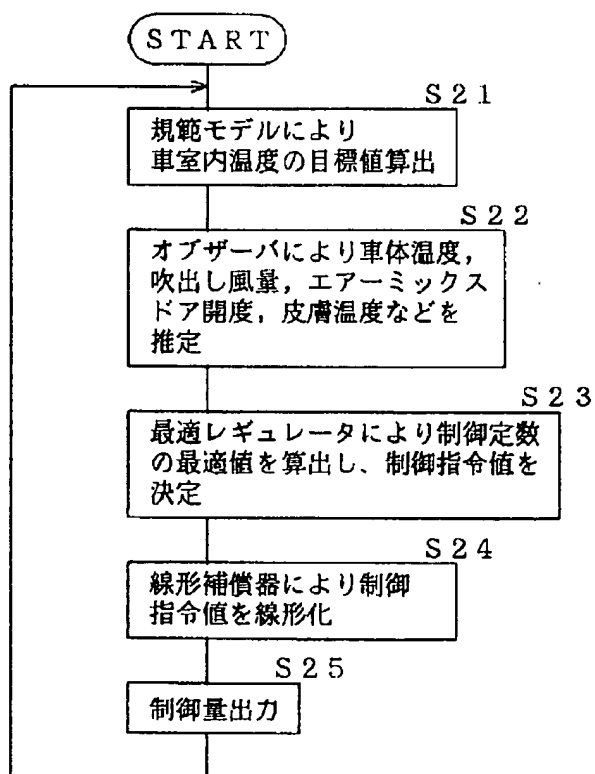 START
S21
規範モデルにより
車室内温度の目標値算出
S22
オブザーバにより車体温度,
吹出し風量,エアーミックス
ドア開度,皮膚温度などを
推定
S23
最適レギュレータにより制御定数
の最適値を算出し、制御指令値を
決定
S24
線形補償器により制御
指令値を線形化
S25
制御量出力